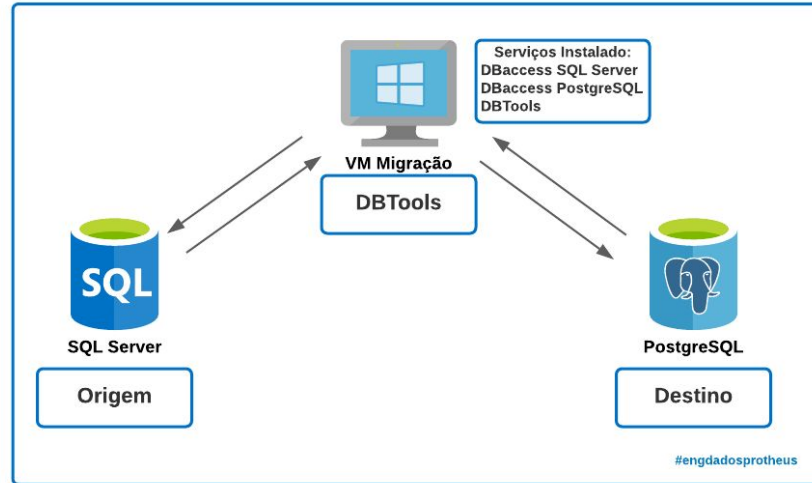 Serviços Instalado:
DBaccess SQL Server
DBaccess PostgreSQL
DBTools
VM Migração
DBTools
SQL
SQL Server
Origem
PostgreSQL
Destino
#engdadosprotheus